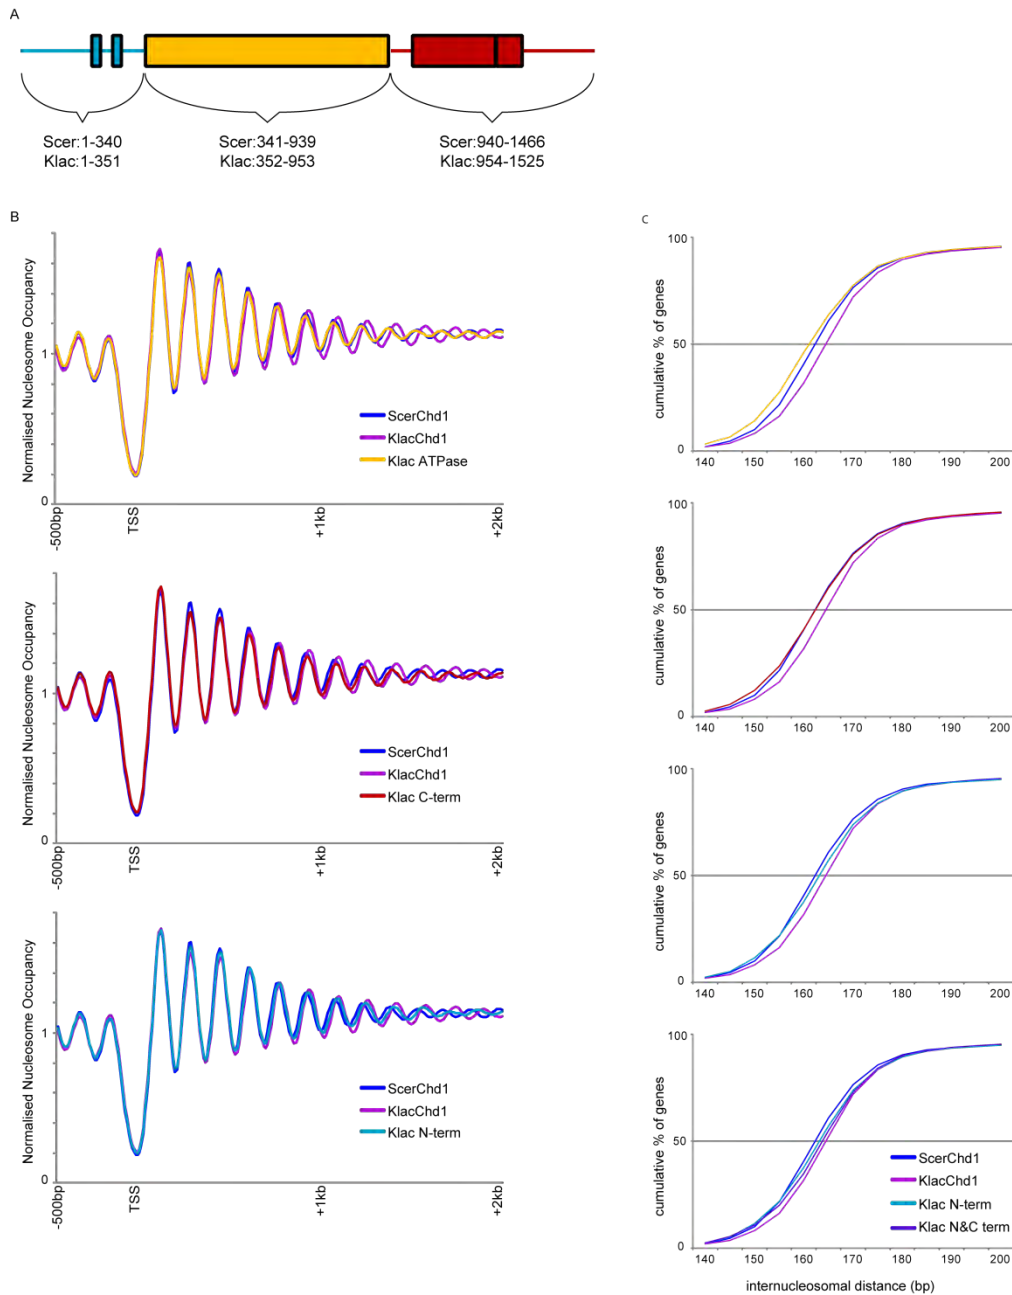 A
Scer:1-340
Klac:1-351
Scer:341-939
Klac:352-953
Scer:940-1466
Klac:954-1525
B
Normalised Nucleosome Occupancy
1
0
ScerChd1
KlacChd1
Klac ATPase
-500bp
TSS
+1kb
+2kb
Normalised Nucleosome Occupancy
1
0
ScerChd1
KlacChd1
Klac C-term
-500bp
TSS
+1kb
+2kb
Normalised Nucleosome Occupancy
1
0
ScerChd1
KlacChd1
Klac N-term
-500bp
TSS
+1kb
+2kb
C
cumulative % of genes
100
50
0
140 150 160 170 180 190 200
cumulative % of genes
100
50
0
140 150 160 170 180 190 200
cumulative % of genes
100
50
0
140 150 160 170 180 190 200
cumulative % of genes
100
50
0
ScerChd1
KlacChd1
Klac N-term
Klac N&C term
140 150 160 170 180 190 200
internucleosomal distance (bp)